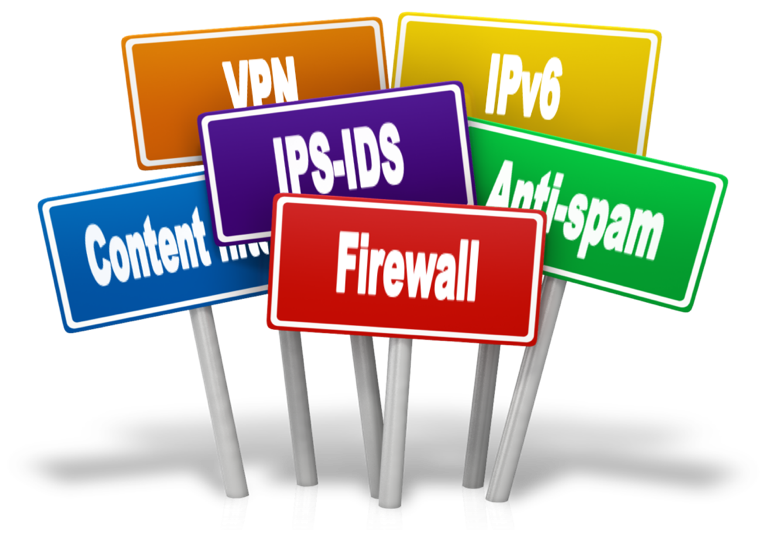 VPN
IPv6
IPS-IDS
Anti-spam
Content
Firewall